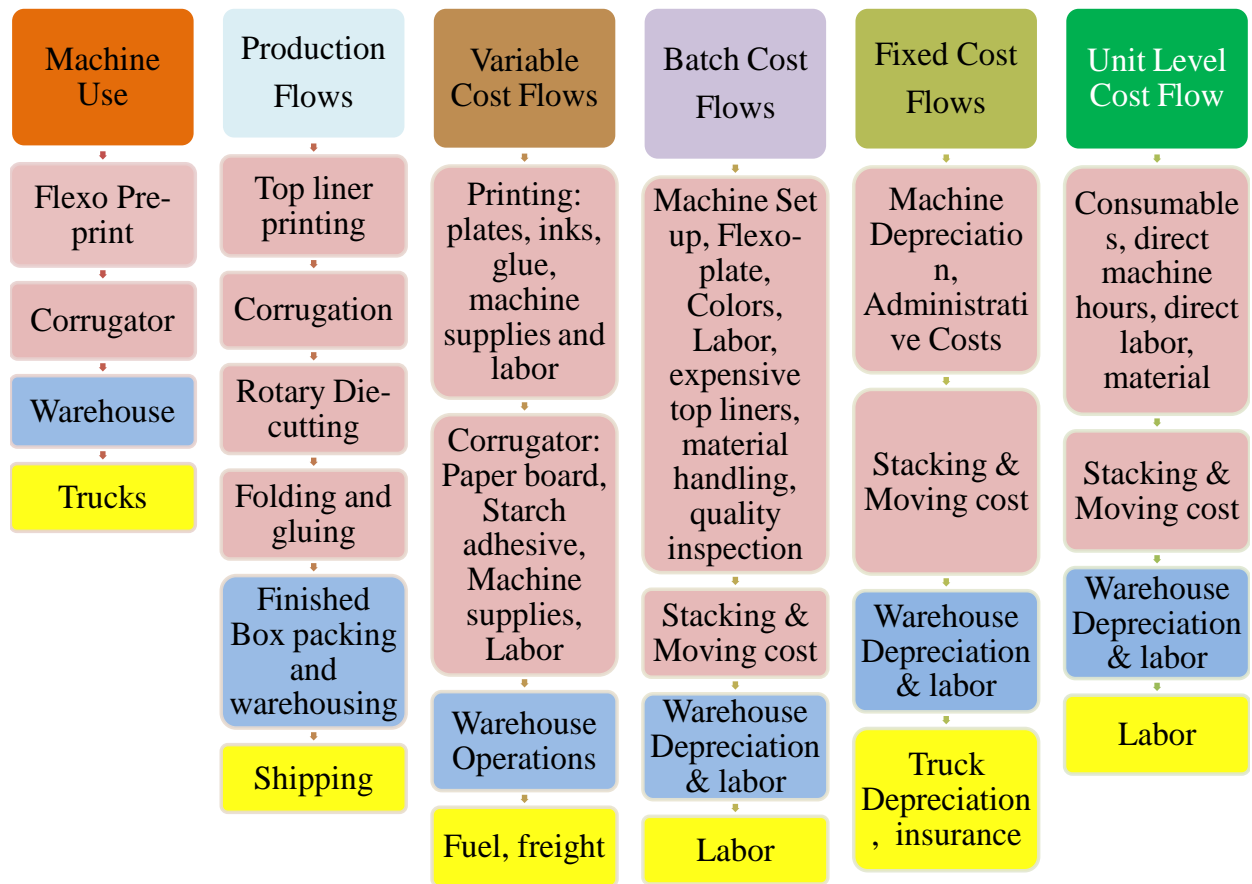 Machine
Use
Flexo Pre-
print
Corrugator
Warehouse
Trucks
Production
Flows
Top liner
printing
Corrugation
Rotary Die-
cutting
Folding and
gluing
Finished
Box packing
and
warehousing
Shipping
Variable
Cost Flows
Printing:
plates, inks,
glue,
machine
supplies and
labor
Corrugator:
Paper board,
Starch
adhesive,
Machine
supplies,
Labor
Warehouse
Operations
Fuel, freight
Batch Cost
Flows
Machine Set
up, Flexo-
plate,
Colors,
Labor,
expensive
top liners,
material
handling,
quality
inspection
Stacking &
Moving cost
Warehouse
Depreciation
& labor
Labor
Fixed Cost
Flows
Machine
Depreciatio
n,
Administrati
ve Costs
Stacking &
Moving cost
Warehouse
Depreciation
& labor
Truck
Depreciation
, insurance
Unit Level
Cost Flow
Consumable
s, direct
machine
hours, direct
labor,
material
Stacking &
Moving cost
Warehouse
Depreciation
& labor
Labor